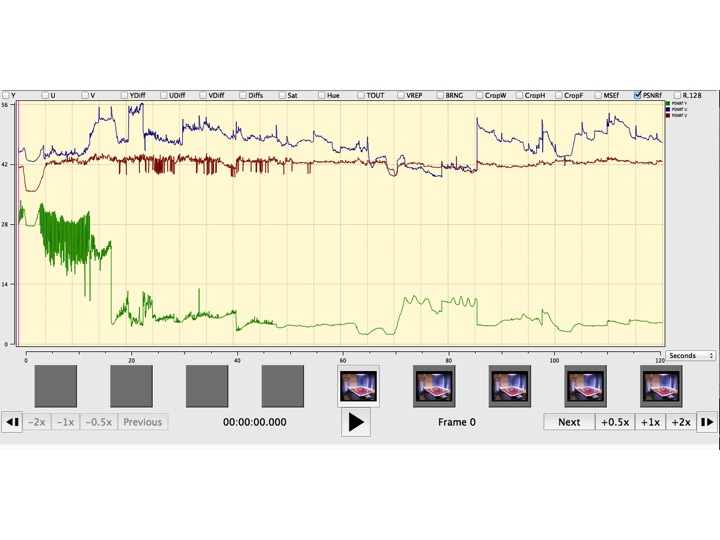 Y U V YDiff UDiff VDiff Diffs Sat Hue TOUT VREP BRNG CropW CropH CropF MSEf PSNRf R.128
56
PSNRf Y
PSNRf U
PSNRf V
42
28
14
0
0 20 40 60 80 100 120
Seconds
-2x -1x -0.5x Previous 00:00:00.000 Frame 0 Next +0.5x +1x +2x